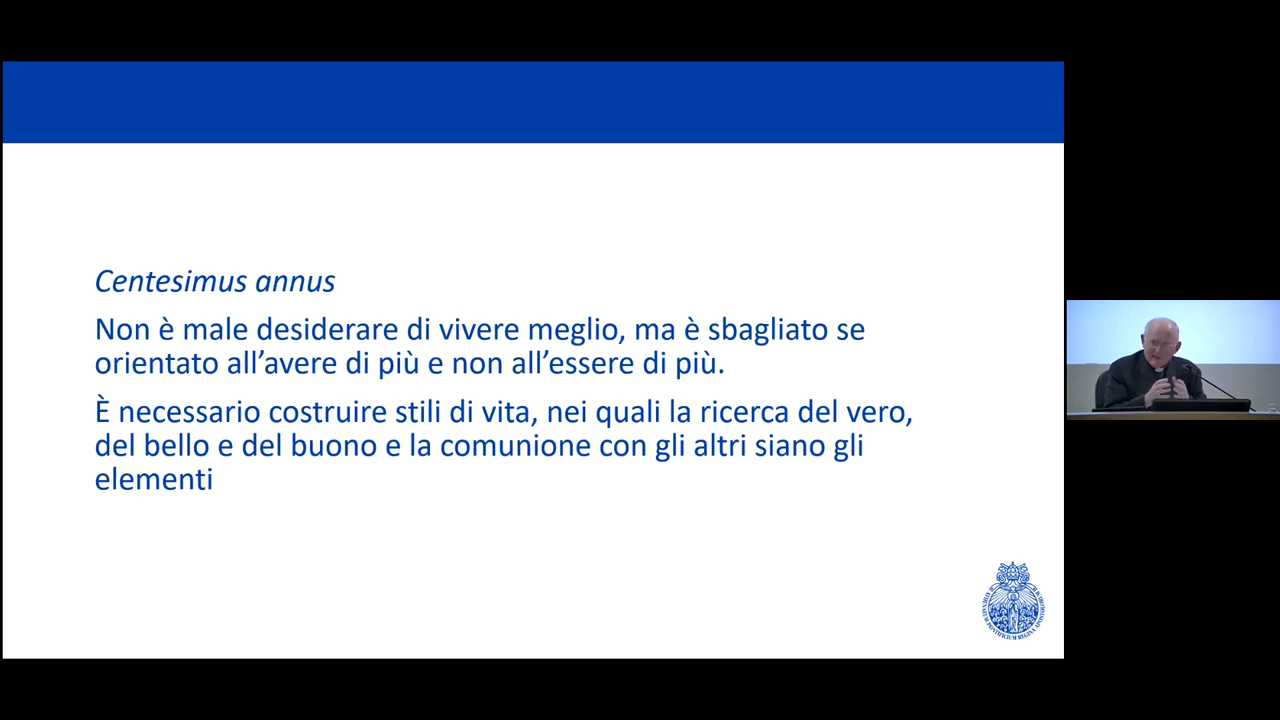 Centesimus annus
Non è male desiderare di vivere meglio, ma è sbagliato se
orientato all’avere di più e non all’essere di più.
È necessario costruire stili di vita, nei quali la ricerca del vero,
del bello e del buono e la comunione con gli altri siano gli
elementi